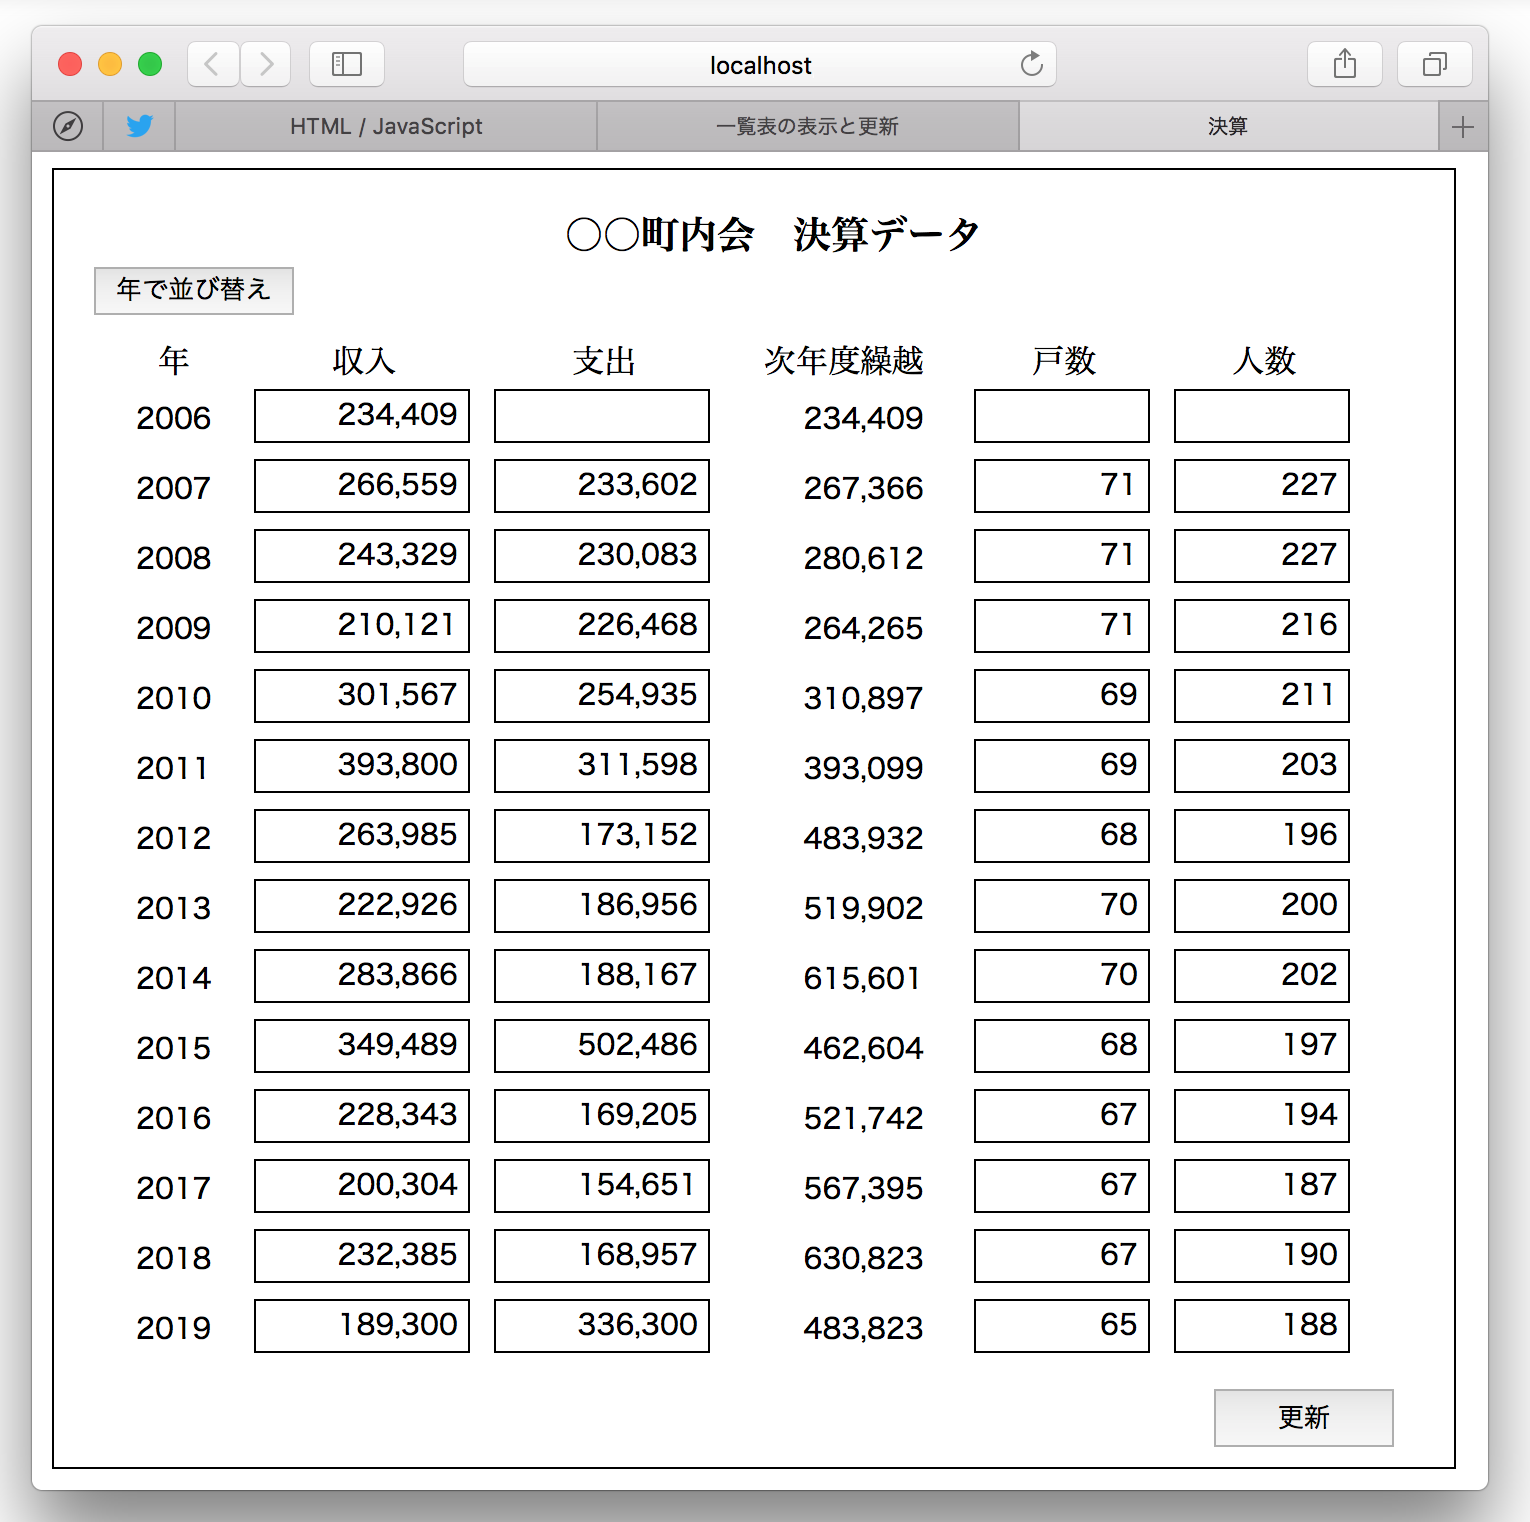 localhost
HTML / JavaScript 一覧表の表示と更新 決算
○○町内会 決算データ
年で並び替え
年 収入 支出 次年度繰越 戸数 人数
2006 234,409 234,409
2007 266,559 233,602 267,366 71 227
2008 243,329 230,083 280,612 71 227
2009 210,121 226,468 264,265 71 216
2010 301,567 254,935 310,897 69 211
2011 393,800 311,598 393,099 69 203
2012 263,985 173,152 483,932 68 196
2013 222,926 186,956 519,902 70 200
2014 283,866 188,167 615,601 70 202
2015 349,489 502,486 462,604 68 197
2016 228,343 169,205 521,742 67 194
2017 200,304 154,651 567,395 67 187
2018 232,385 168,957 630,823 67 190
2019 189,300 336,300 483,823 65 188
更新